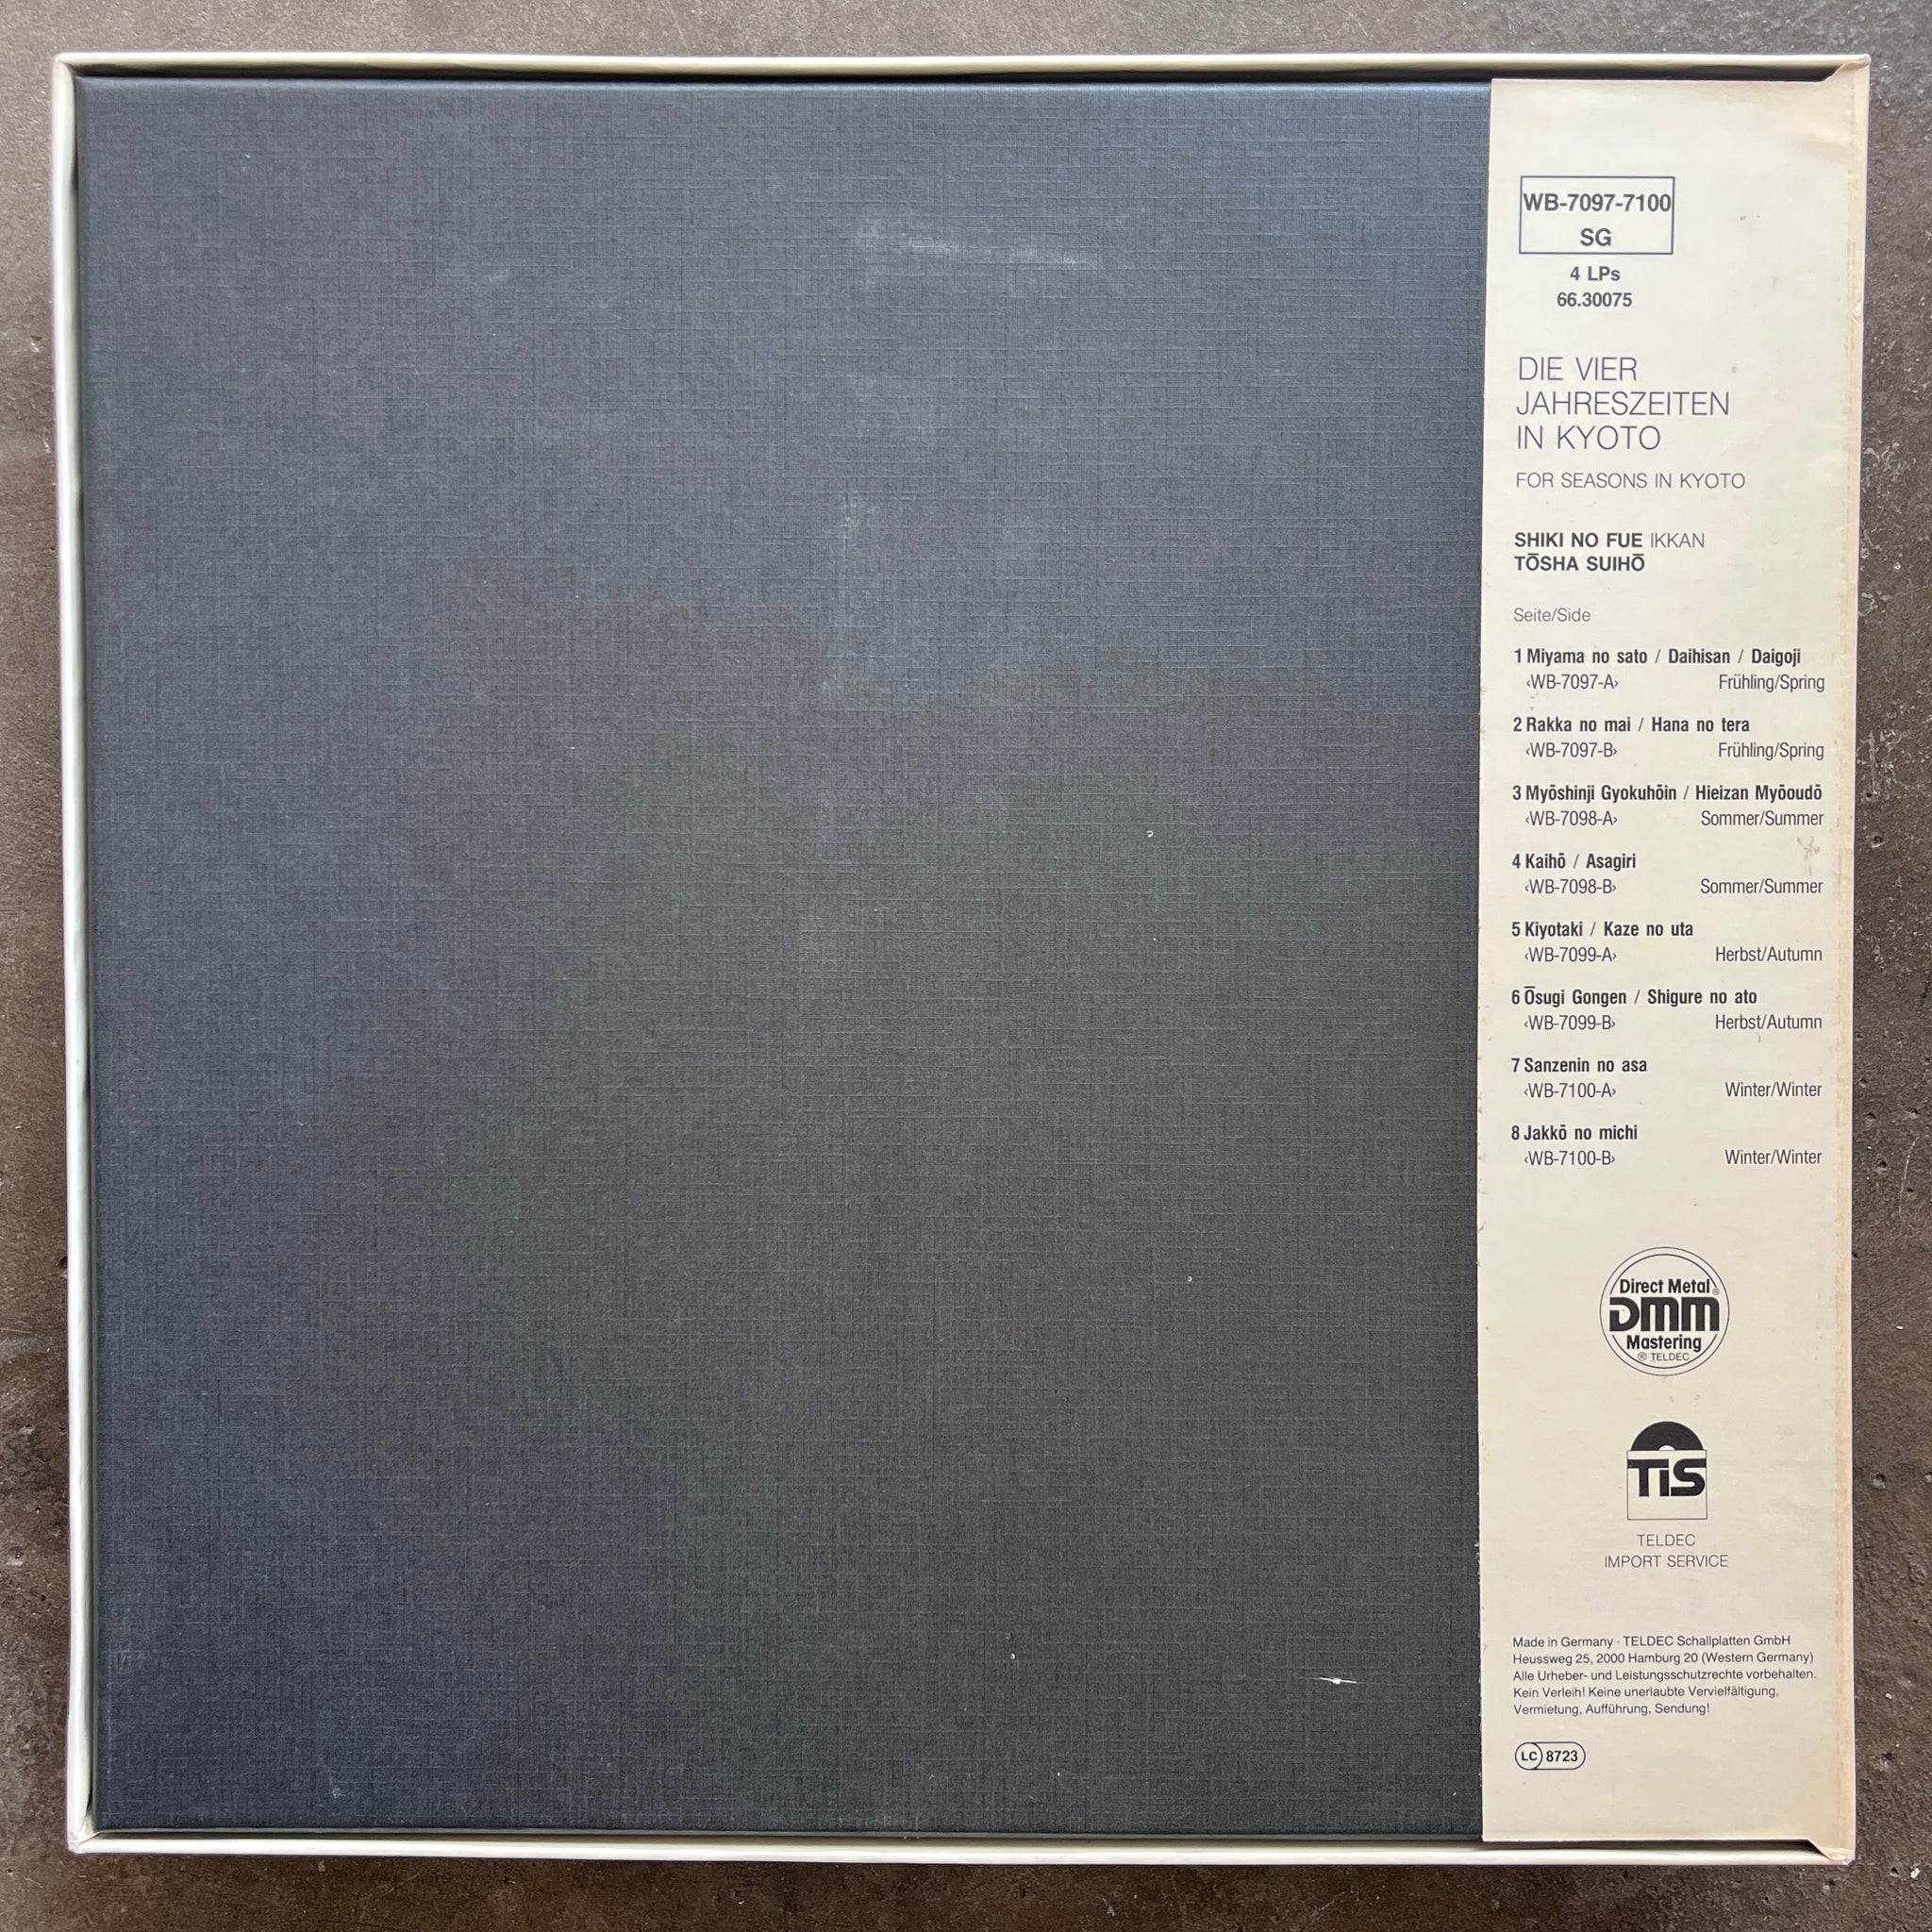 WB-7097-7100
SG
4 LPs
66.30075
DIE VIER
JAHRESZEITEN
IN KYOTO
FOR SEASONS IN KYOTO
SHIKI NO FUE IKKAN
TŌSHA SUIHŌ
Seite/Side
1 Miyama no sato / Daihisan / Daigoji
‹WB-7097-A› Frühling/Spring
2 Rakka no mai / Hana no tera
‹WB-7097-B› Frühling/Spring
3 Myōshinji Gyokuhōin / Hieizan Myōoudō
‹WB-7098-A› Sommer/Summer
4 Kaihō / Asagiri
‹WB-7098-B› Sommer/Summer
5 Kiyotaki / Kaze no uta
‹WB-7099-A› Herbst/Autumn
6 Ōsugi Gongen / Shigure no ato
‹WB-7099-B› Herbst/Autumn
7 Sanzenin no asa
‹WB-7100-A› Winter/Winter
8 Jakkō no michi
‹WB-7100-B› Winter/Winter
Direct Metal ®
DMM
Mastering
® TELDEC
TIS
TELDEC
IMPORT SERVICE
Made in Germany · TELDEC Schallplatten GmbH
Heussweg 25, 2000 Hamburg 20 (Western Germany)
Alle Urheber- und Leistungsschutzrechte vorbehalten.
Kein Verleih! Keine unerlaubte Vervielfältigung,
Vermietung, Aufführung, Sendung!
LC 8723